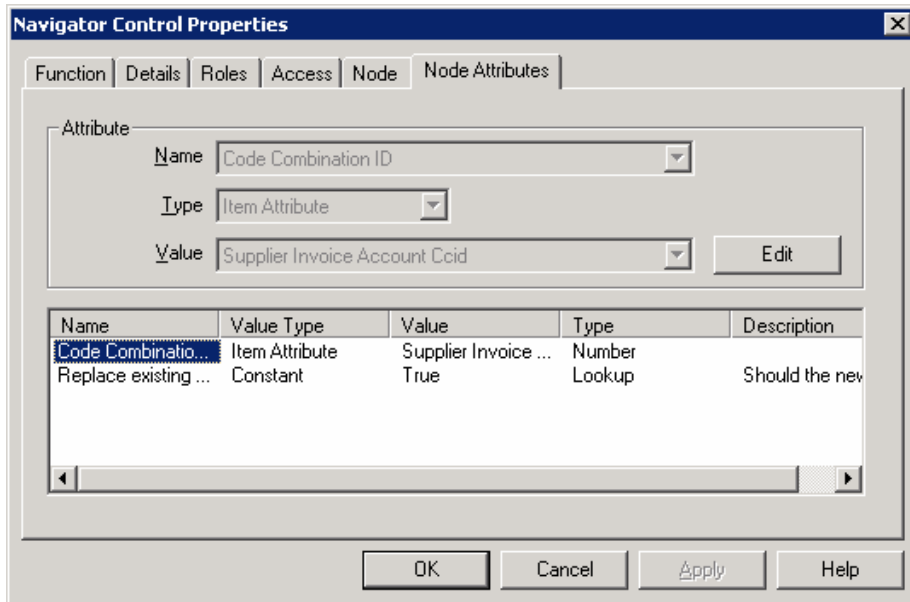 Navigator Control Properties
Function Details Roles Access Node Node Attributes
Attribute
Name Code Combination ID
Type Item Attribute
Value Supplier Invoice Account Ccid Edit
Name Value Type Value Type Description
Code Combinatio... Item Attribute Supplier Invoice ... Number
Replace existing ... Constant True Lookup Should the new
OK Cancel Apply Help